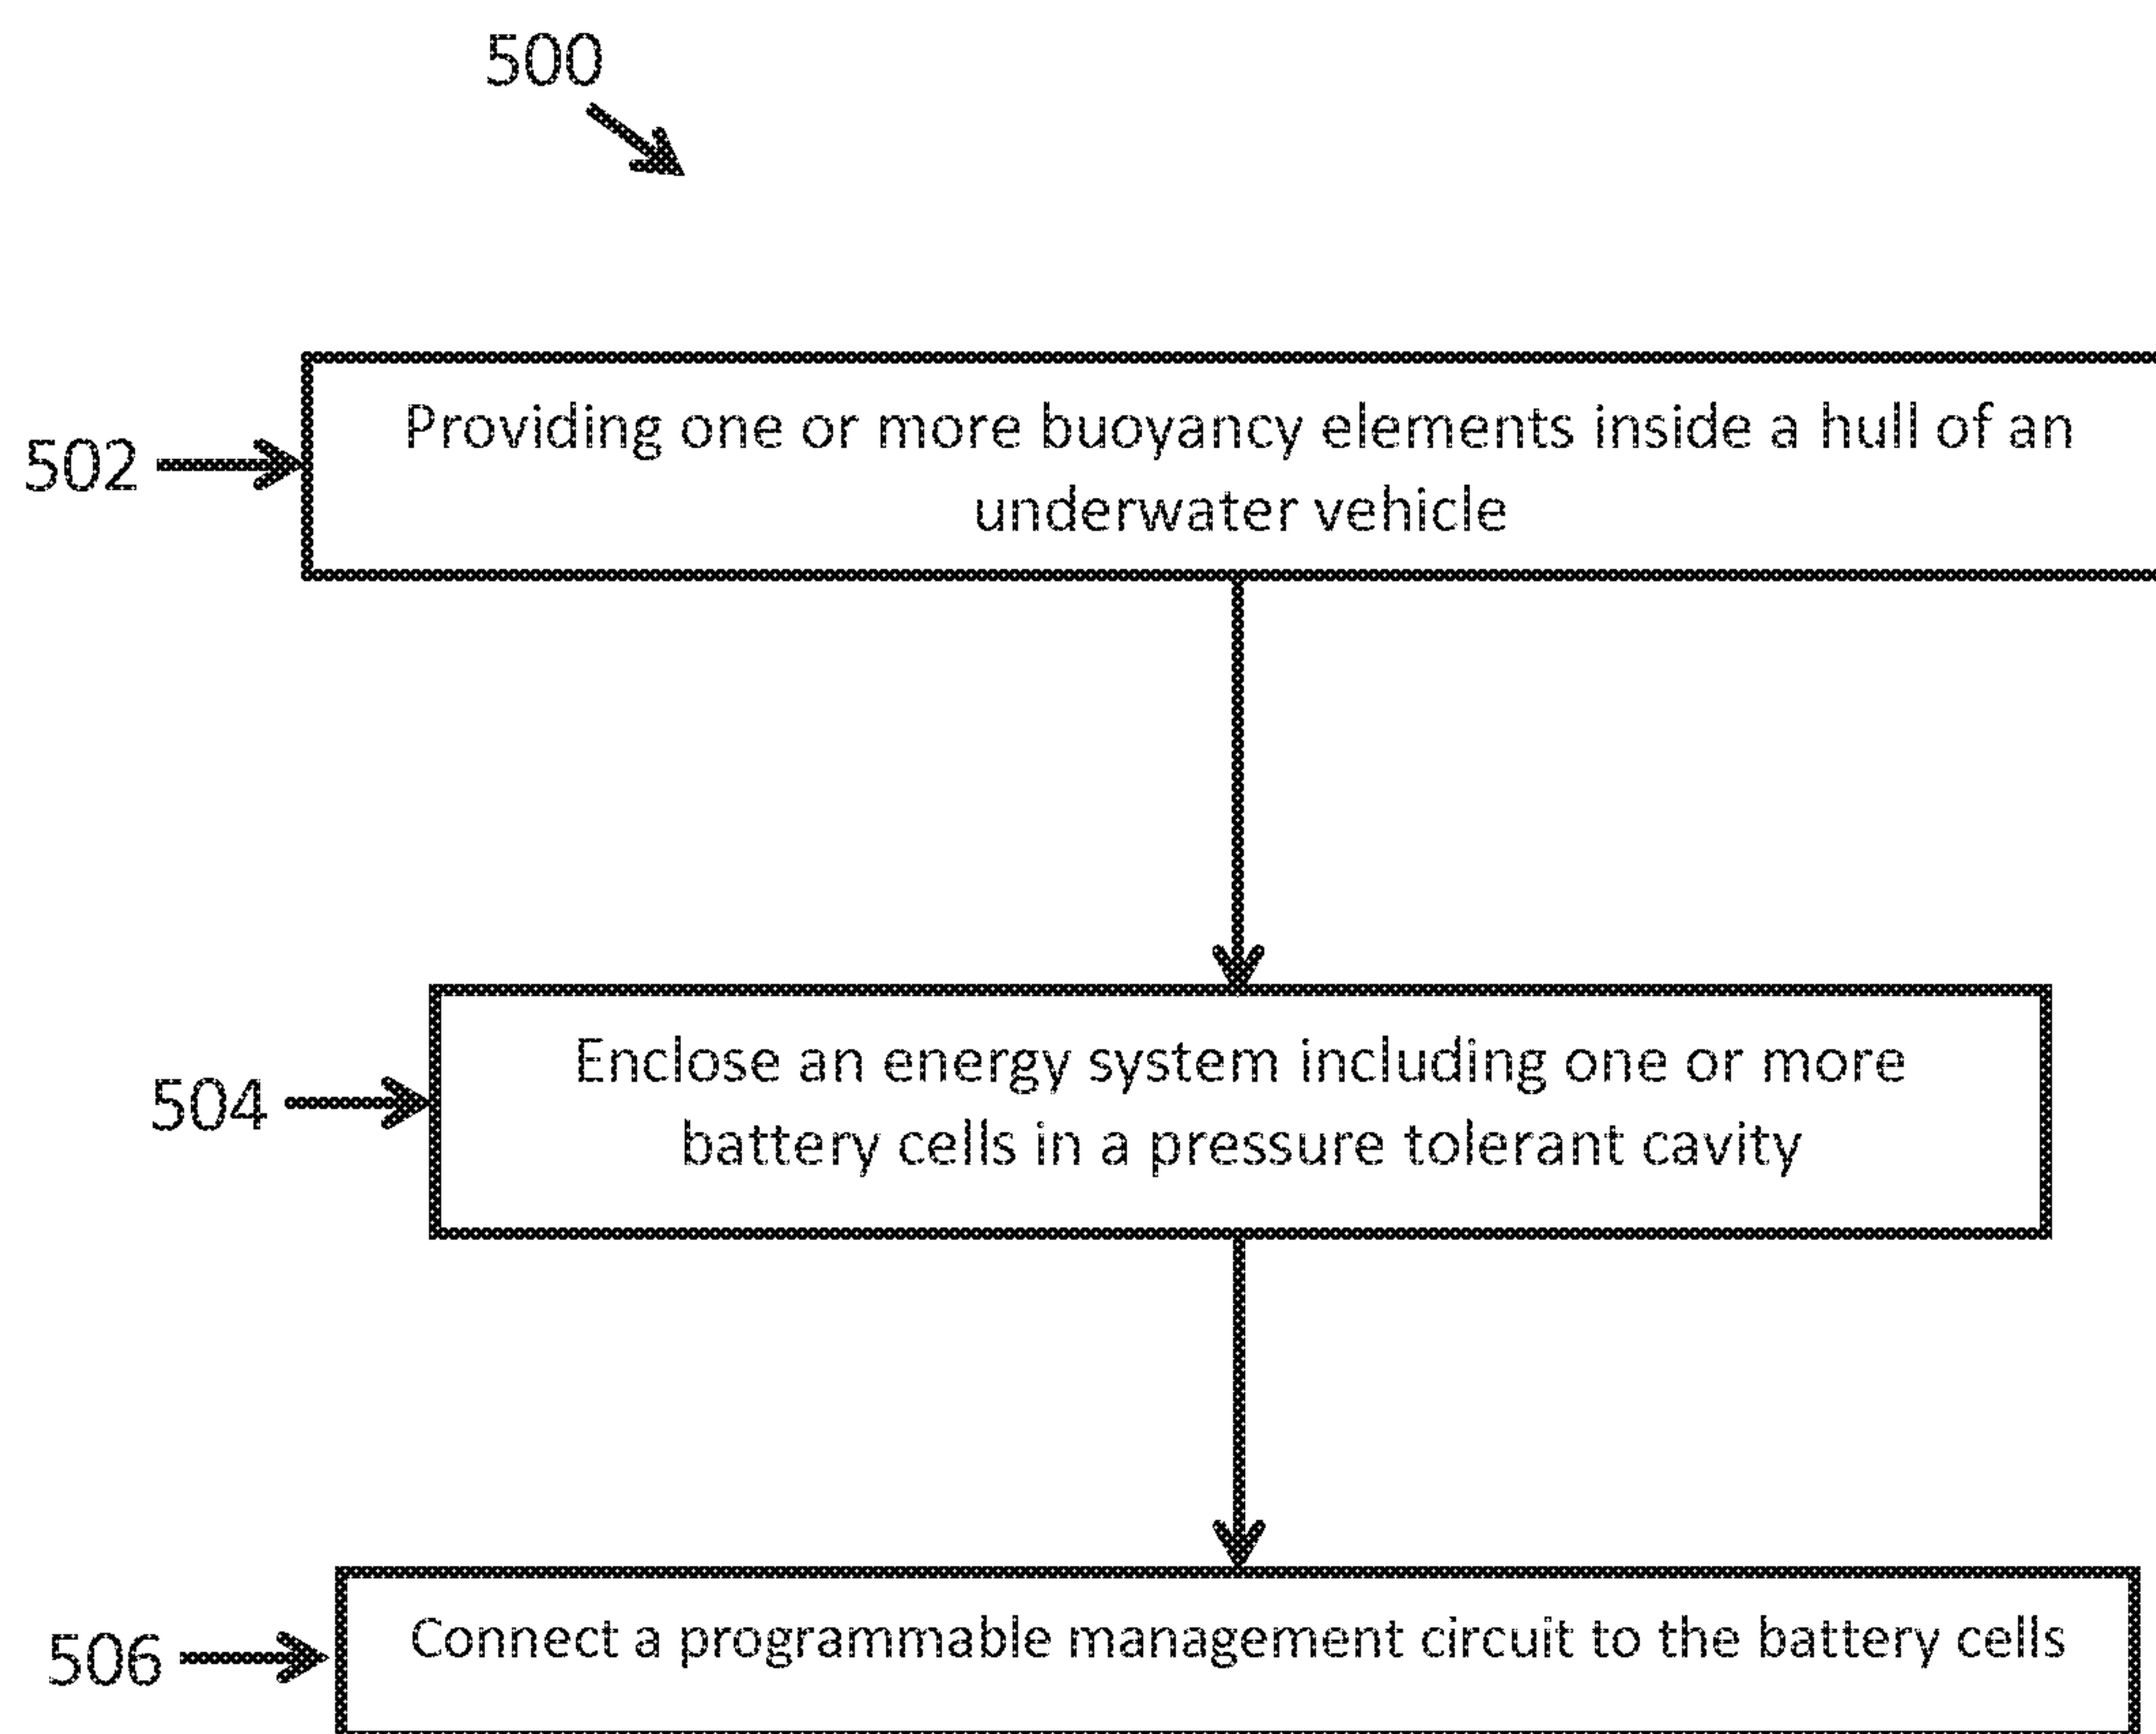 500
502
Providing one or more buoyancy elements inside a hull of an
underwater vehicle
504
Enclose an energy system including one or more
battery cells in a pressure tolerant cavity
506
Connect a programmable management circuit to the battery cells